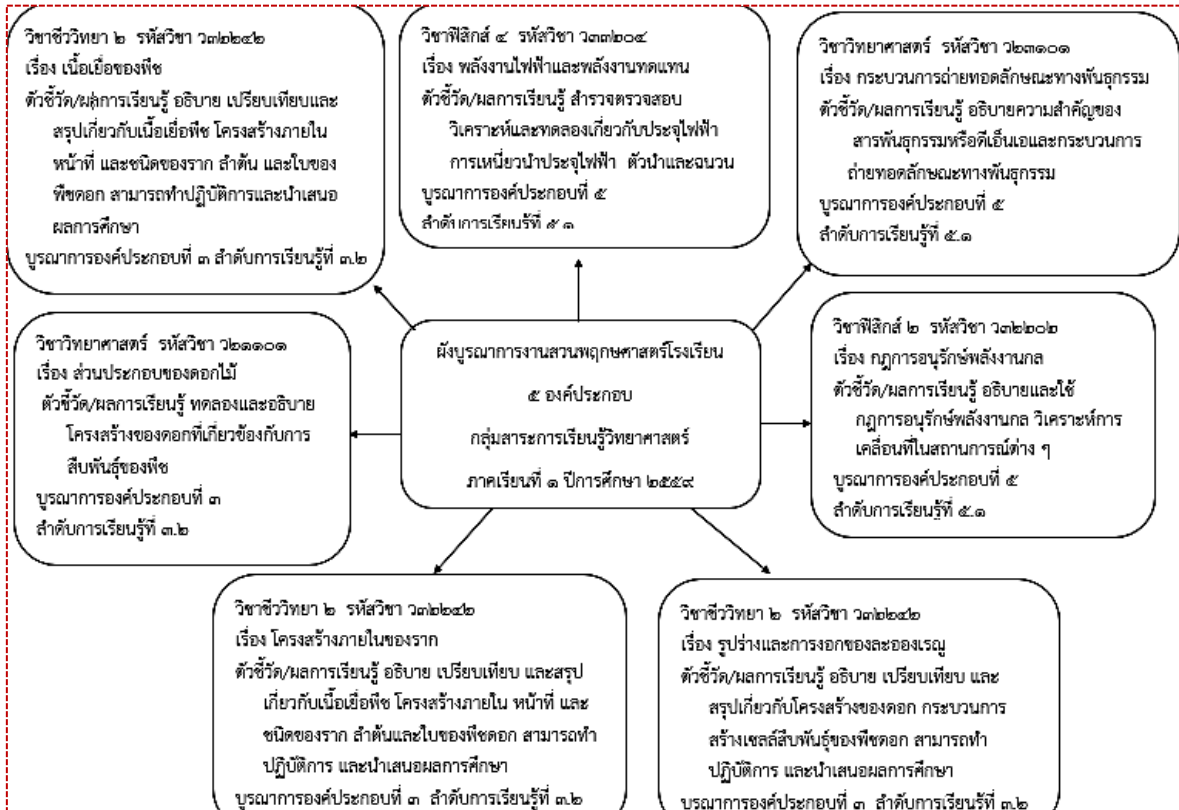 วิชาชีววิทยา ๒ รหัสวิชา ว๓๒๒๔๒
เรื่อง เนื้อเยื่อของพืช
ตัวชี้วัด/ผลการเรียนรู้ อธิบาย เปรียบเทียบและ
สรุปเกี่ยวกับเนื้อเยื่อพืช โครงสร้างภายใน
หน้าที่ และชนิดของราก ลำต้น และใบของ
พืชดอก สามารถทำปฏิบัติการและนำเสนอ
ผลการศึกษา
บูรณาการองค์ประกอบที่ ๓ ลำดับการเรียนรู้ที่ ๓.๒
วิชาฟิสิกส์ ๔ รหัสวิชา ว๓๓๒๐๔
เรื่อง พลังงานไฟฟ้าและพลังงานทดแทน
ตัวชี้วัด/ผลการเรียนรู้ สำรวจตรวจสอบ
วิเคราะห์และทดลองเกี่ยวกับประจุไฟฟ้า
การเหนี่ยวนำประจุไฟฟ้า ตัวนำและฉนวน
บูรณาการองค์ประกอบที่ ๕
ลำดับการเรียนรู้ที่ ๕.๑
วิชาวิทยาศาสตร์ รหัสวิชา ว๒๓๑๐๑
เรื่อง กระบวนการถ่ายทอดลักษณะทางพันธุกรรม
ตัวชี้วัด/ผลการเรียนรู้ อธิบายความสำคัญของ
สารพันธุกรรมหรือดีเอ็นเอและกระบวนการ
ถ่ายทอดลักษณะทางพันธุกรรม
บูรณาการองค์ประกอบที่ ๕
ลำดับการเรียนรู้ที่ ๕.๑
วิชาวิทยาศาสตร์ รหัสวิชา ว๒๑๑๐๑
เรื่อง ส่วนประกอบของดอกไม้
ตัวชี้วัด/ผลการเรียนรู้ ทดลองและอธิบาย
โครงสร้างของดอกที่เกี่ยวข้องกับการ
สืบพันธุ์ของพืช
บูรณาการองค์ประกอบที่ ๓
ลำดับการเรียนรู้ที่ ๓.๒
ผังบูรณาการงานสวนพฤกษศาสตร์โรงเรียน
๕ องค์ประกอบ
กลุ่มสาระการเรียนรู้วิทยาศาสตร์
ภาคเรียนที่ ๑ ปีการศึกษา ๒๕๕๙
วิชาฟิสิกส์ ๒ รหัสวิชา ว๓๒๒๐๒
เรื่อง กฎการอนุรักษ์พลังงานกล
ตัวชี้วัด/ผลการเรียนรู้ อธิบายและใช้
กฎการอนุรักษ์พลังงานกล วิเคราะห์การ
เคลื่อนที่ในสถานการณ์ต่าง ๆ
บูรณาการองค์ประกอบที่ ๕
ลำดับการเรียนรู้ที่ ๕.๑
วิชาชีววิทยา ๒ รหัสวิชา ว๓๒๒๔๒
เรื่อง โครงสร้างภายในของราก
ตัวชี้วัด/ผลการเรียนรู้ อธิบาย เปรียบเทียบ และสรุป
เกี่ยวกับเนื้อเยื่อพืช โครงสร้างภายใน หน้าที่ และ
ชนิดของราก ลำต้นและใบของพืชดอก สามารถทำ
ปฏิบัติการ และนำเสนอผลการศึกษา
บูรณาการองค์ประกอบที่ ๓ ลำดับการเรียนรู้ที่ ๓.๒
วิชาชีววิทยา ๒ รหัสวิชา ว๓๒๒๔๒
เรื่อง รูปร่างและการงอกของละอองเรณู
ตัวชี้วัด/ผลการเรียนรู้ อธิบาย เปรียบเทียบ และ
สรุปเกี่ยวกับโครงสร้างของดอก กระบวนการ
สร้างเซลล์สืบพันธุ์ของพืชดอก สามารถทำ
ปฏิบัติการ และนำเสนอผลการศึกษา
บูรณาการองค์ประกอบที่ ๓ ลำดับการเรียนรู้ที่ ๓.๒